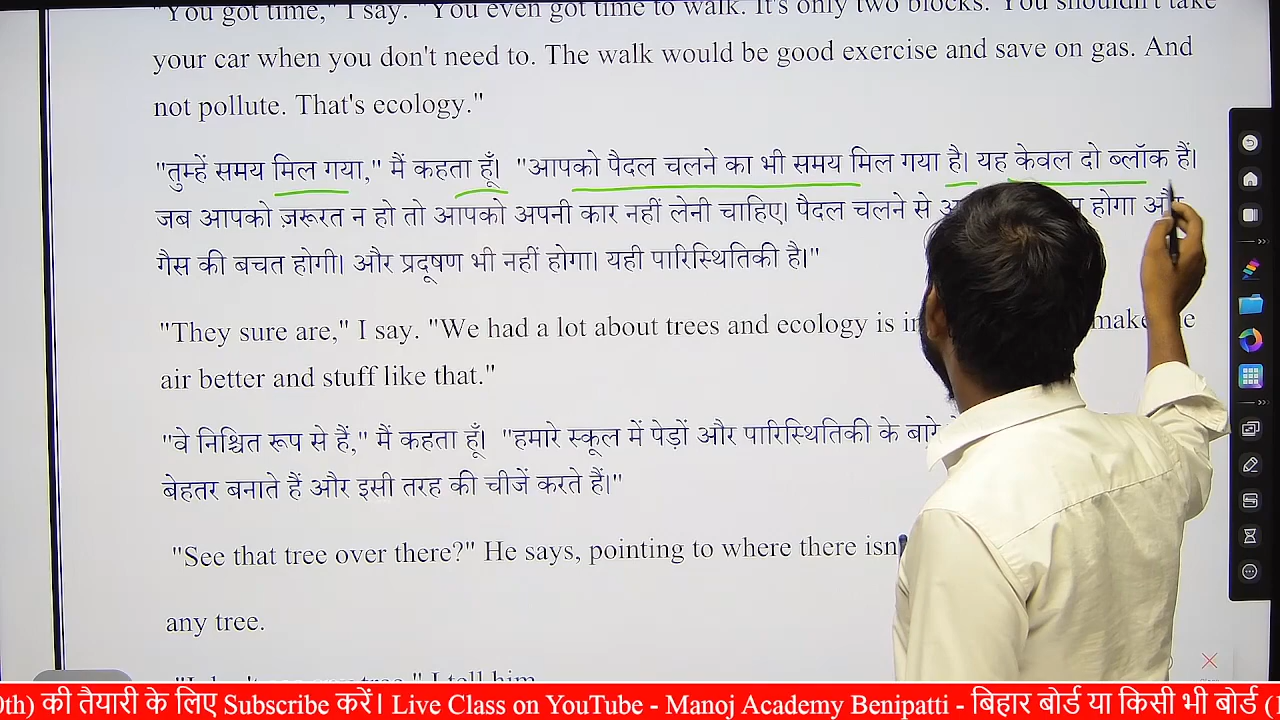 "You got time," I say. "You even got time to walk. It's only two blocks. You shouldn't take
your car when you don't need to. The walk would be good exercise and save on gas. And
not pollute. That's ecology."
"तुम्हें समय मिल गया," मैं कहता हूँ। "आपको पैदल चलने का भी समय मिल गया है। यह केवल दो ब्लॉक हैं।
जब आपको ज़रूरत न हो तो आपको अपनी कार नहीं लेनी चाहिए। पैदल चलने से होगा और
गैस की बचत होगी। और प्रदूषण भी नहीं होगा। यही पारिस्थितिकी है।"
"They sure are," I say. "We had a lot about trees and ecology is in make
air better and stuff like that."
"वे निश्चित रूप से हैं," मैं कहता हूँ। "हमारे स्कूल में पेड़ों और पारिस्थितिकी के बारे
बेहतर बनाते हैं और इसी तरह की चीजें करते हैं।"
"See that tree over there?" He says, pointing to where there isn
any tree.
tree," I tell him
0th) की तैयारी के लिए Subscribe करें। Live Class on YouTube - Manoj Academy Benipatti - बिहार बोर्ड या किसी भी बोर्ड (1